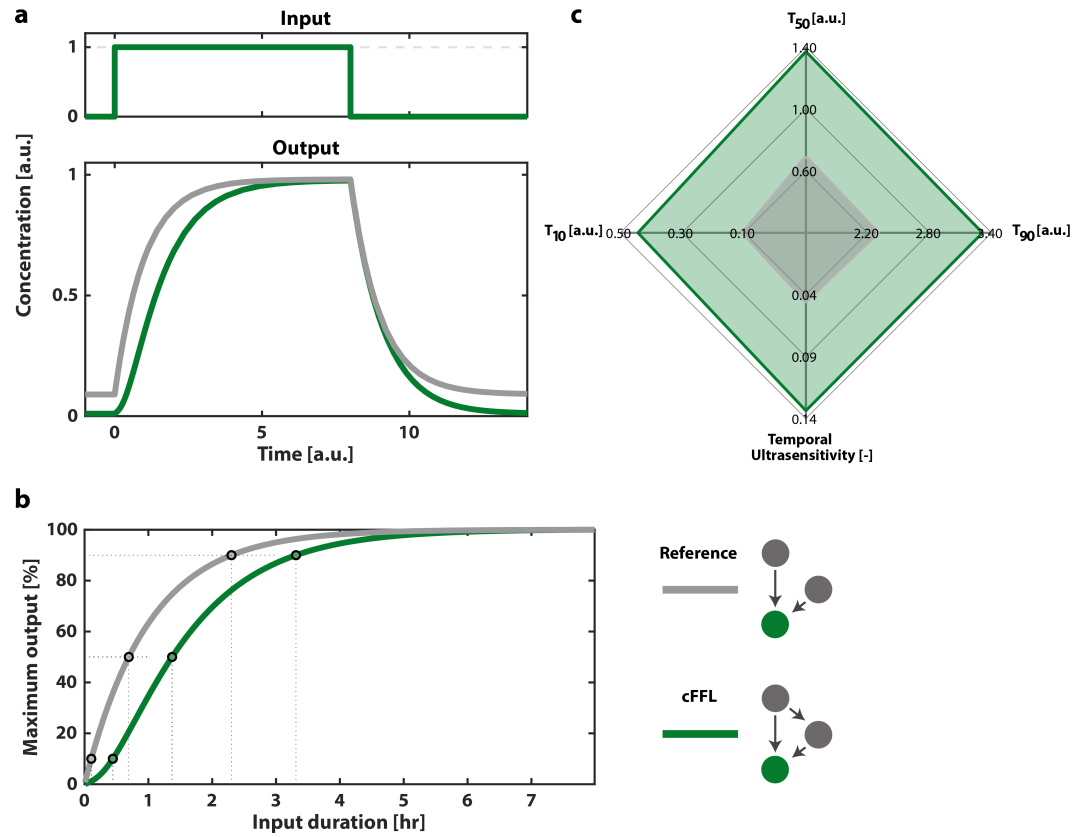 a
Input
1
0
Output
1
0.5
0
0 5 10
Concentration [a.u.]
Time [a.u.]
b
100
80
60
40
20
0
0 1 2 3 4 5 6 7
Maximum output [%]
Input duration [hr]
c
T50 [a.u.]
1.40
1.00
0.60
T10 [a.u.] 0.50 0.30 0.10 2.20 2.80 3.40 T90 [a.u.]
0.04
0.09
0.14
Temporal
Ultrasensitivity [-]
Reference
cFFL